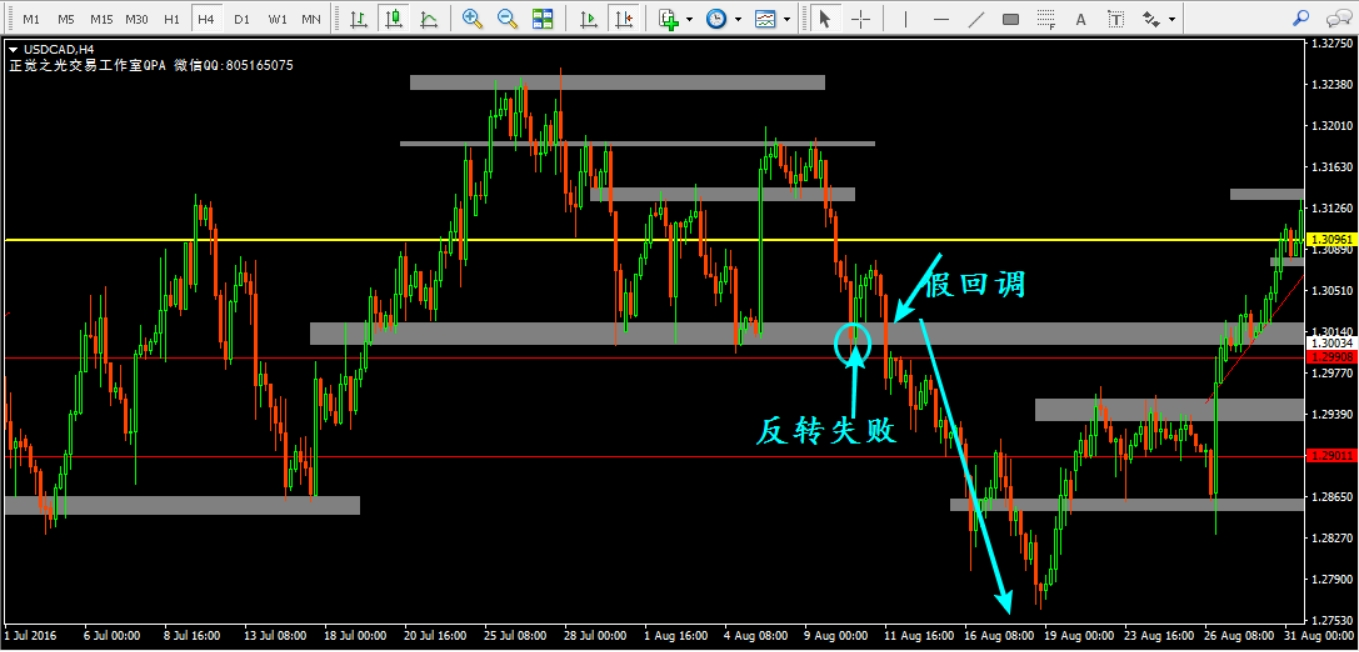 M1 M5 M15 M30 H1 H4 D1 W1 MN
A T
F
USDCAD,H4
正觉之光交易工作室QPA 微信QQ:805165075
1.32750
1.32380
1.32010
1.31630
1.31260
1.30961
1.30890
1.30510
1.30140
1.30034
1.29908
1.29770
1.29390
1.29011
1.28650
1.28270
1.27900
1.27530
假回调
反转失败
1 Jul 2016 6 Jul 00:00 8 Jul 16:00 13 Jul 08:00 18 Jul 00:00 20 Jul 16:00 25 Jul 08:00 28 Jul 00:00 1 Aug 16:00 4 Aug 08:00 9 Aug 00:00 11 Aug 16:00 16 Aug 08:00 19 Aug 00:00 23 Aug 16:00 26 Aug 08:00 31 Aug 00:00